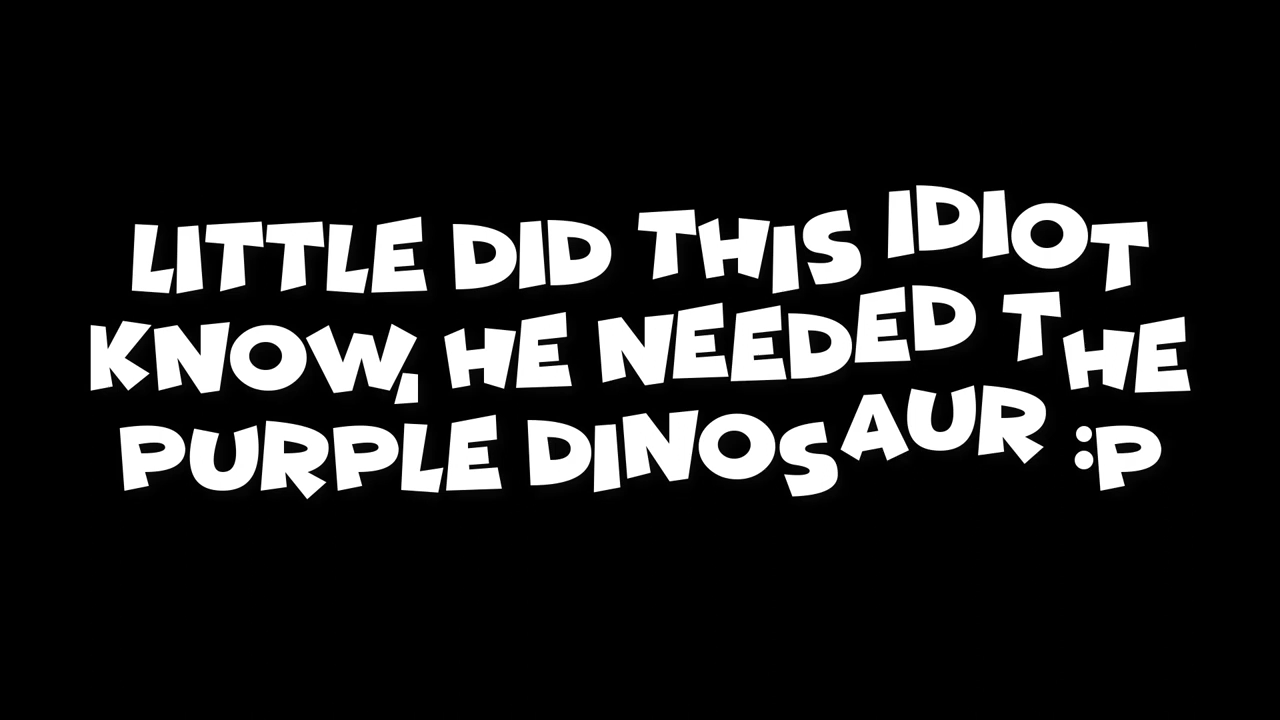 LITTLE DID THIS IDIOT
KNOW, HE NEEDED THE
PURPLE DINOSAUR :P